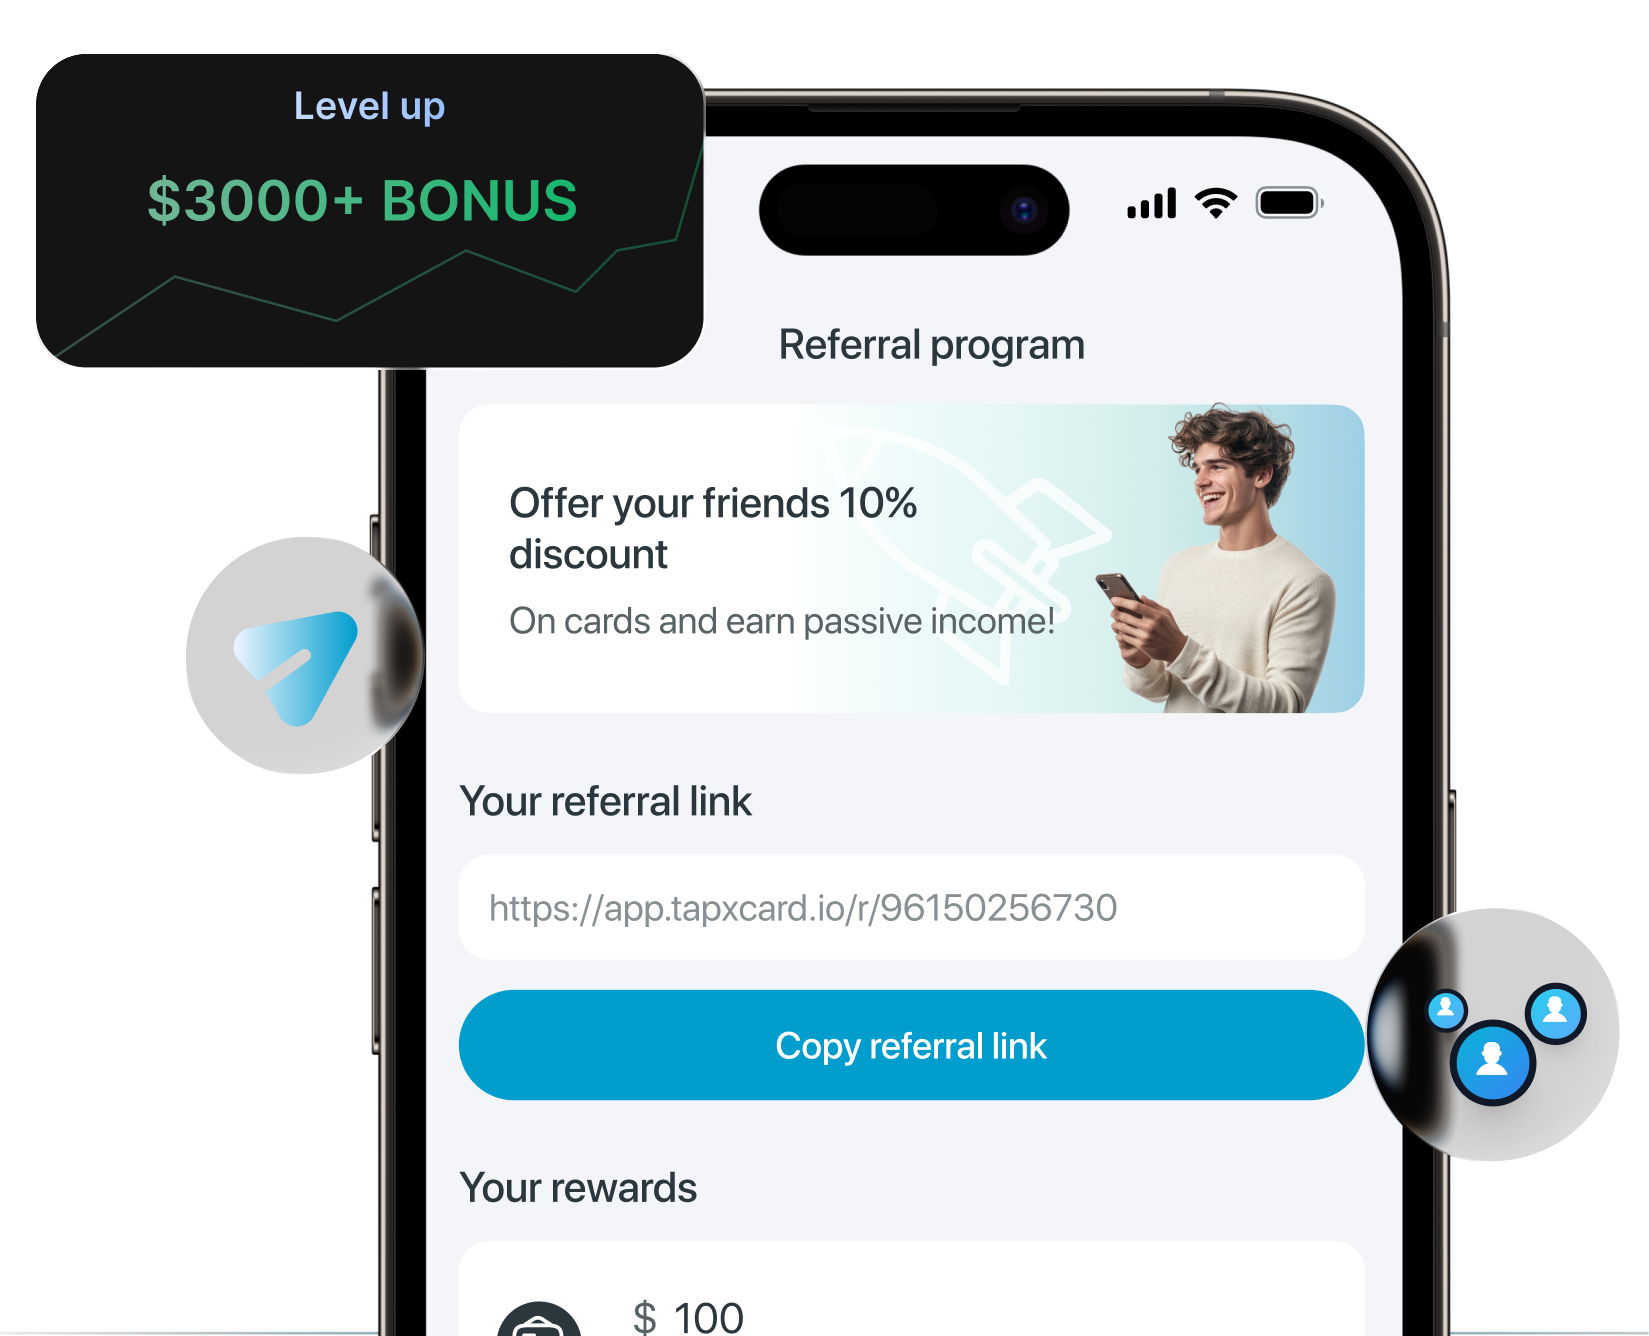 Level up
$3000+ BONUS
Referral program
Offer your friends 10%
discount
On cards and earn passive income!
Your referral link
https://app.tapxcard.io/r/96150256730
Copy referral link
Your rewards
$ 100